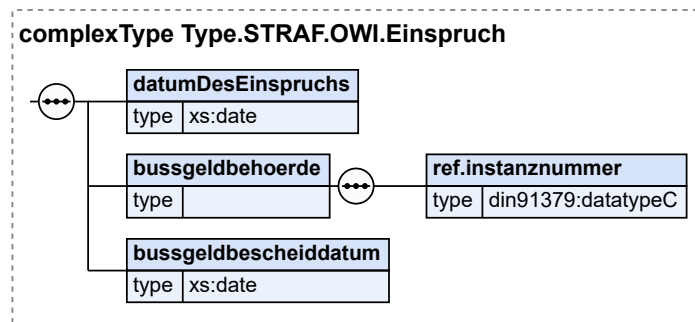 complexType Type.STRAF.OWI.Einspruch
datumDesEinspruchs
type xs:date
bussgeldbehoerde
type
ref.instanznummer
type din91379:datatypeC
bussgeldbescheiddatum
type xs:date